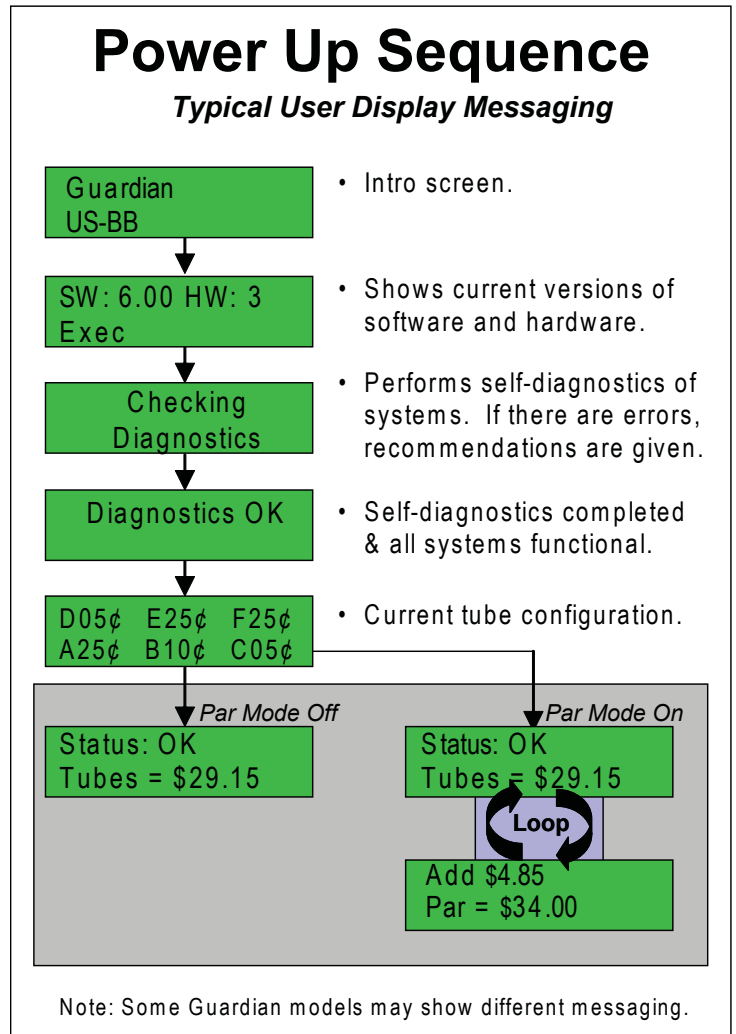 Power Up Sequence
Typical User Display Messaging
Guardian
US-BB
• Intro screen.
SW: 6.00 HW: 3
Exec
• Shows current versions of
software and hardware.
Checking
Diagnostics
• Performs self-diagnostics of
systems. If there are errors,
recommendations are given.
Diagnostics OK
• Self-diagnostics completed
& all systems functional.
D05¢ E25¢ F25¢
A25¢ B10¢ C05¢
• Current tube configuration.
Par Mode Off
Status: OK
Tubes = $29.15
Par Mode On
Status: OK
Tubes = $29.15
Loop
Add $4.85
Par = $34.00
Note: Some Guardian models may show different messaging.